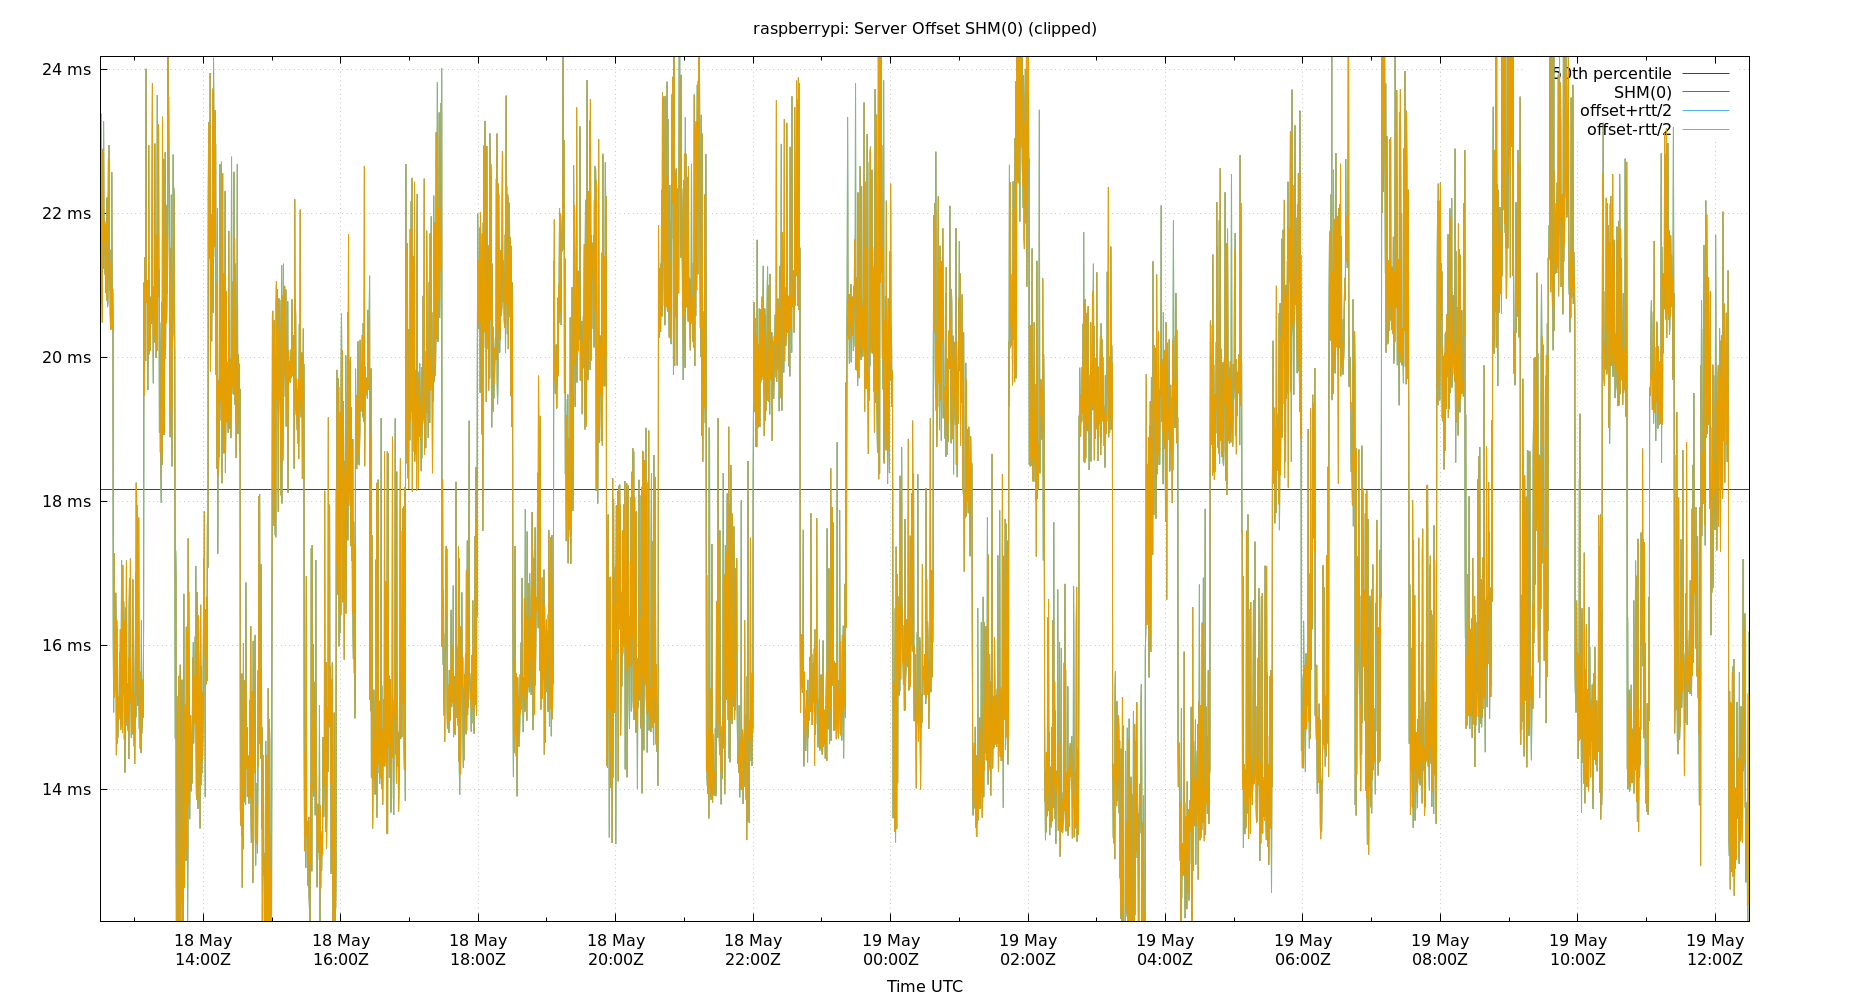 raspberrypi: Server Offset SHM(0) (clipped)
24 ms
22 ms
20 ms
18 ms
16 ms
14 ms
50th percentile
SHM(0)
offset+rtt/2
offset-rtt/2
18 May 18 May 18 May 18 May 18 May 19 May 19 May 19 May 19 May 19 May 19 May 19 May
14:00Z 16:00Z 18:00Z 20:00Z 22:00Z 00:00Z 02:00Z 04:00Z 06:00Z 08:00Z 10:00Z 12:00Z
Time UTC